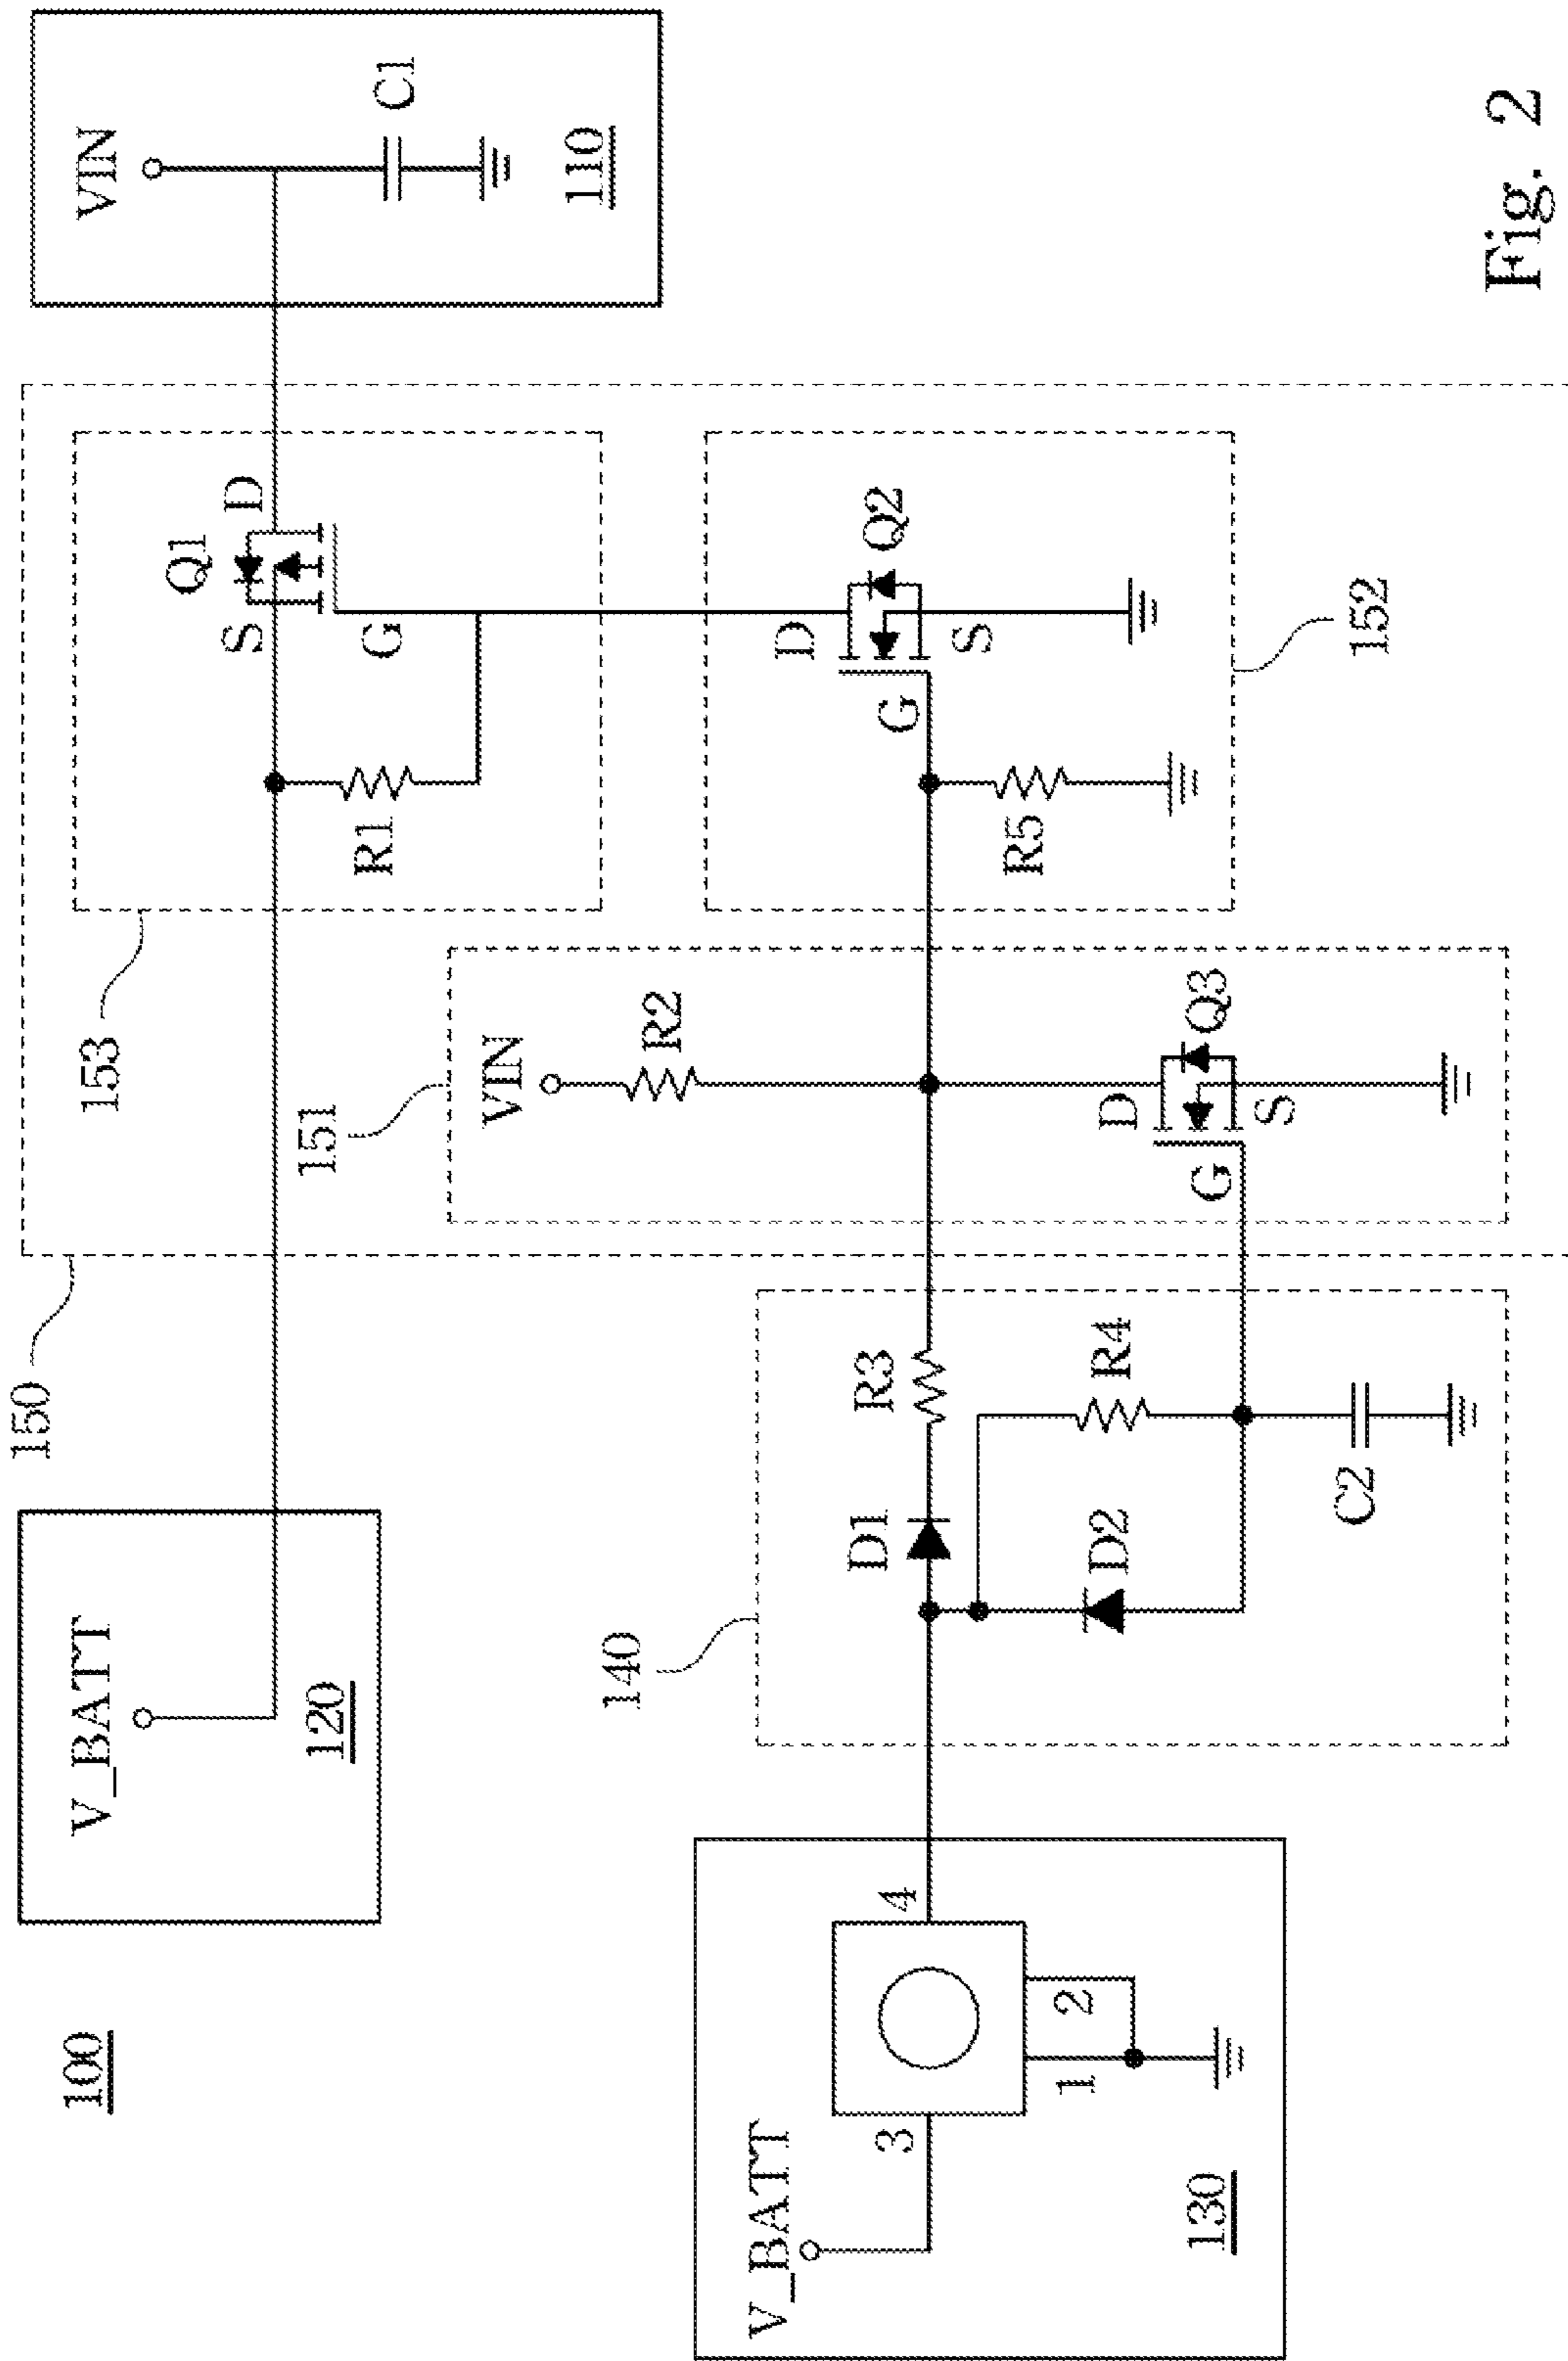 100
V_BATT
120
150
153
Q1
S
D
G
R1
VIN
C1
110
151
VIN
R2
D
Q2
G
S
R5
152
140
D1
R3
D2
R4
C2
D
Q3
G
S
V_BATT
3
4
1
2
130
Fig. 2